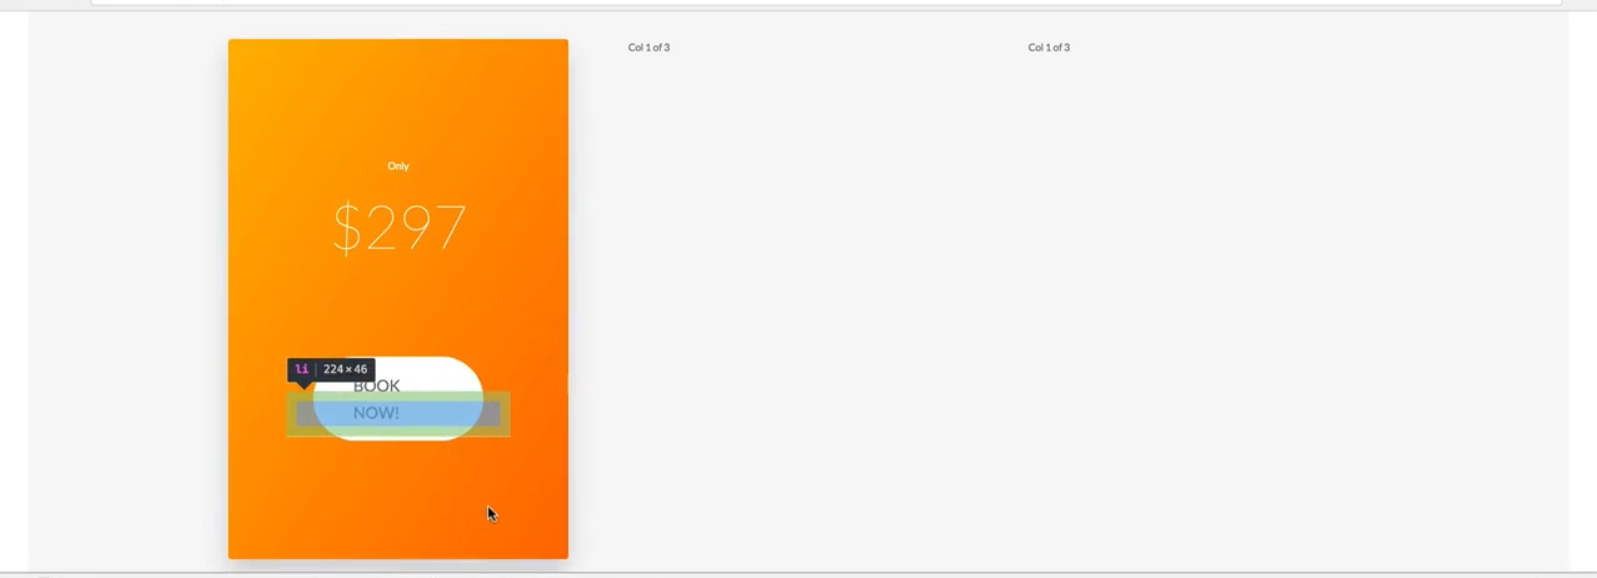 Col 1 of 3
Col 1 of 3
Only
$297
li 224 × 46
BOOK
NOW!